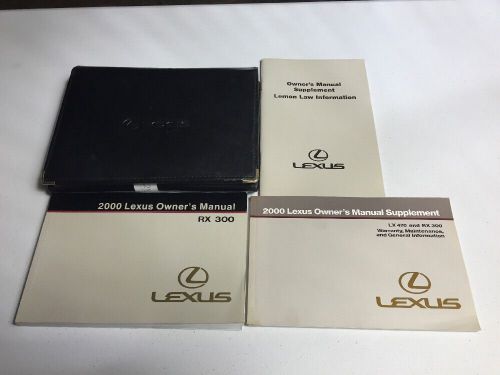 Owner's Manual
Supplement
Lemon Law Information
LEXUS
2000 Lexus Owner's Manual
RX 300
LEXUS
2000 Lexus Owner's Manual Supplement
LX 470 and RX 300
Warranty, Maintenance,
and General Information
LEXUS